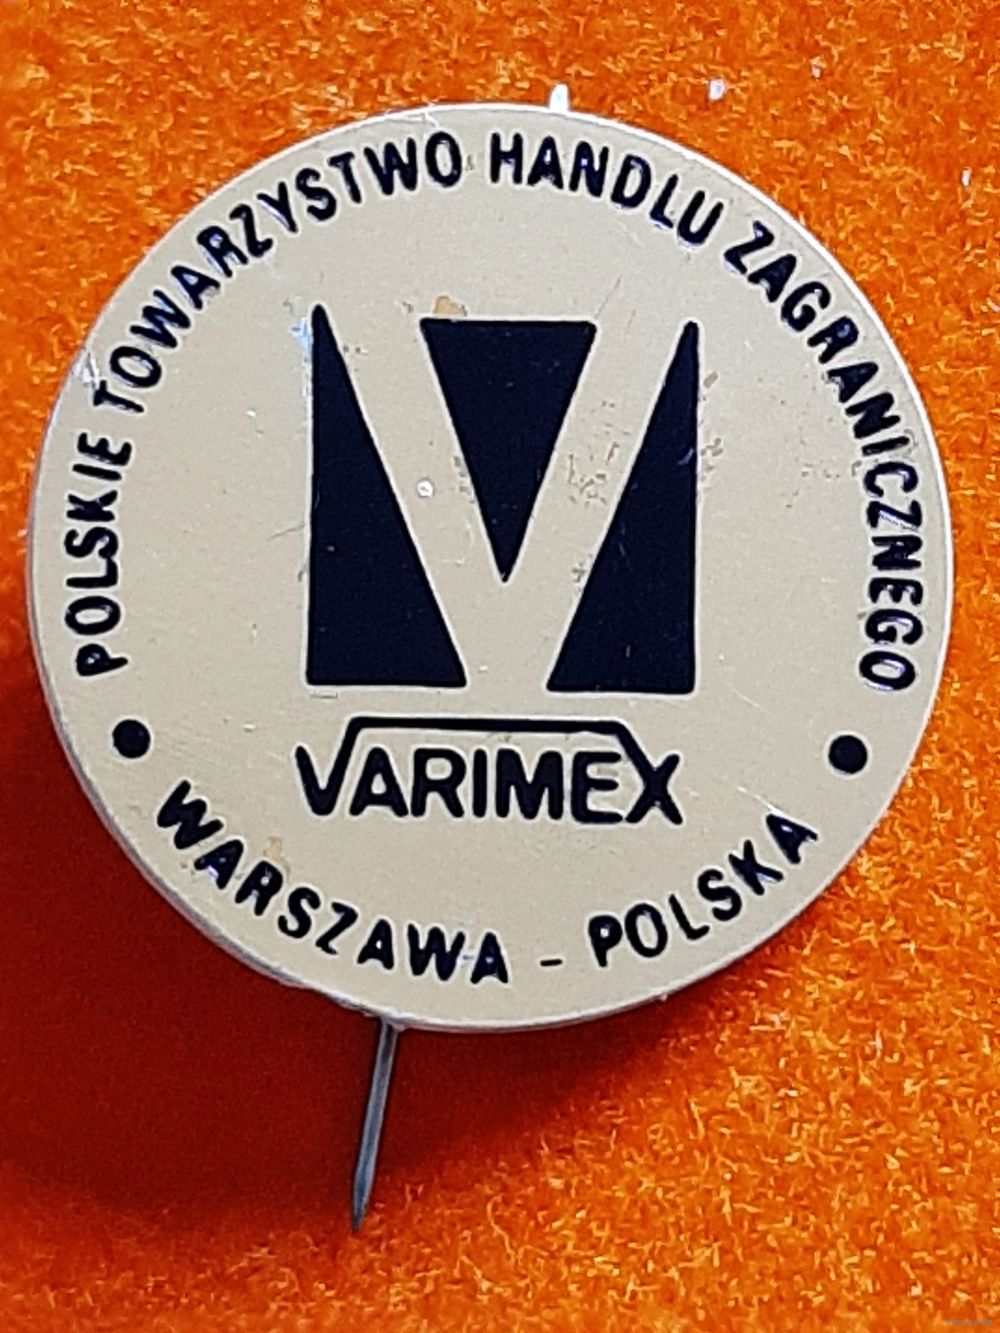 POLSKIE TOWARZYSTWO HANDLU ZAGRANICZNEGO
VARIMEX
WARSZAWA - POLSKA